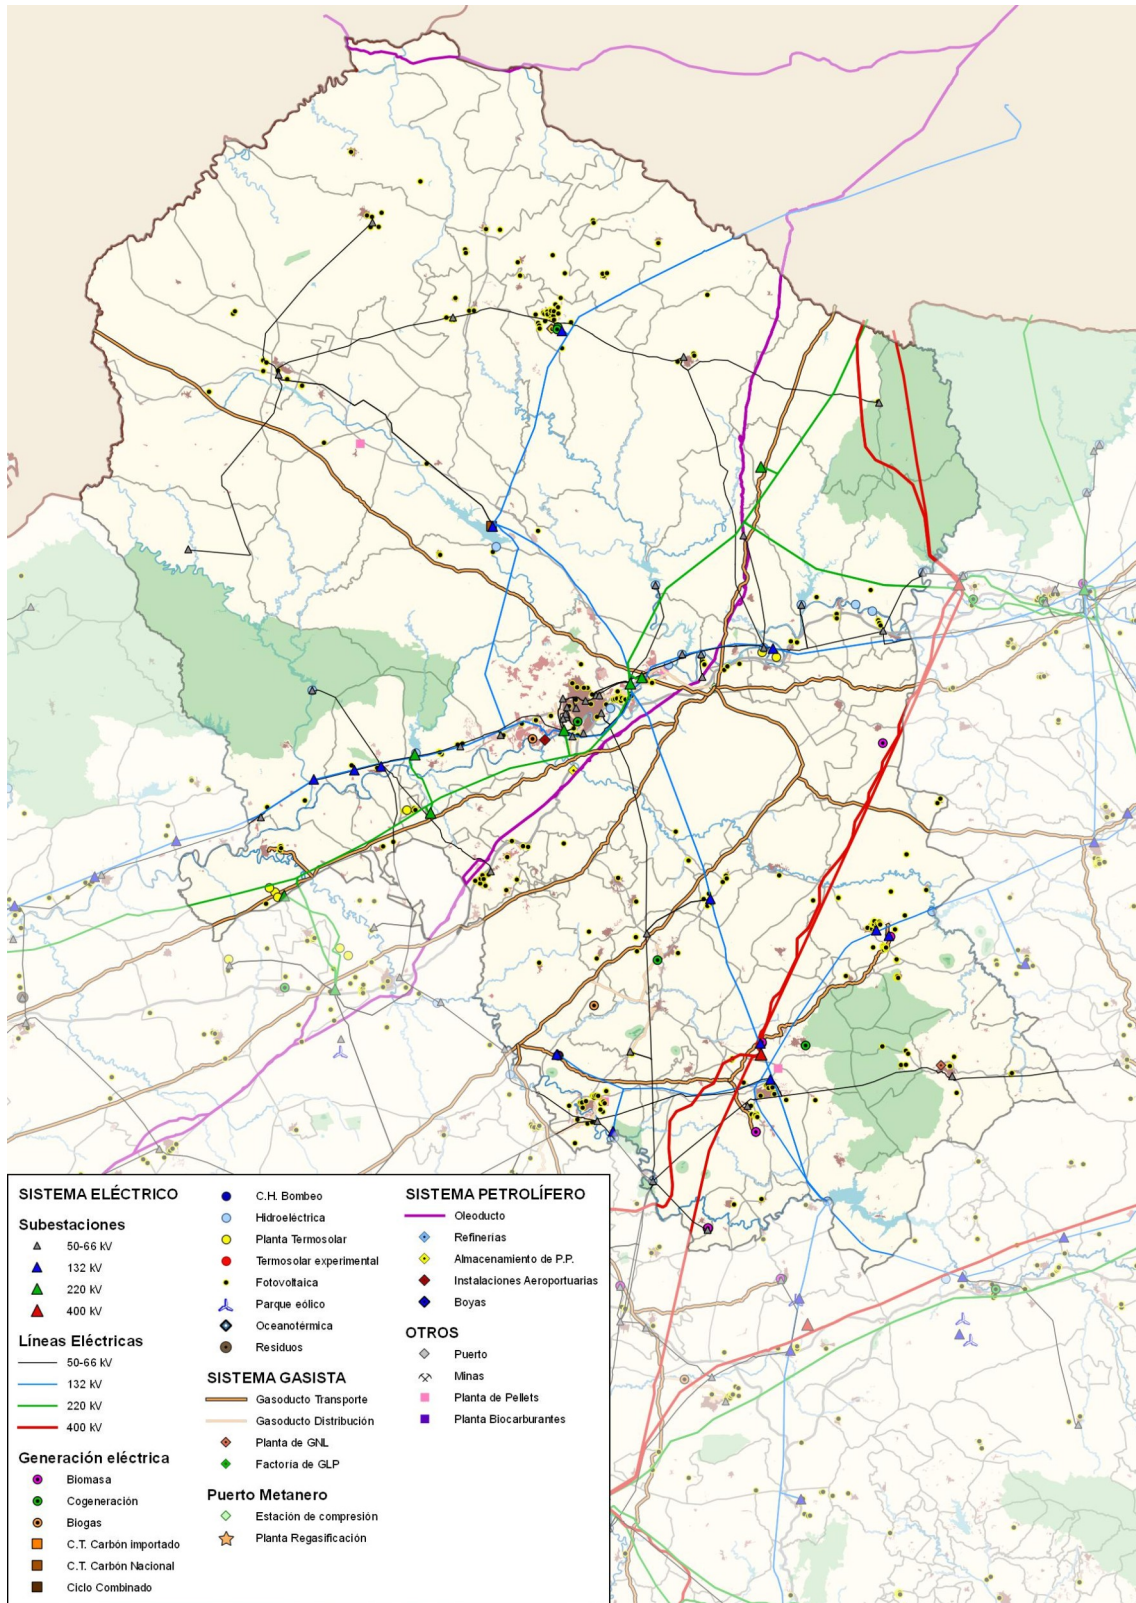 SISTEMA ELÉCTRICO
Subestaciones
50-66 kV
132 kV
220 kV
400 kV
Líneas Eléctricas
50-66 kV
132 kV
220 kV
400 kV
Generación eléctrica
Biomasa
Cogeneración
Biogas
C.T. Carbón importado
C.T. Carbón Nacional
Ciclo Combinado
C.H. Bombeo
Hidroeléctrica
Planta Termosolar
Termosolar experimental
Fotovoltaica
Parque eólico
Oceanotérmica
Residuos
SISTEMA GASISTA
Gasoducto Transporte
Gasoducto Distribución
Planta de GNL
Factoría de GLP
Puerto Metanero
Estación de compresión
Planta Regasificación
SISTEMA PETROLÍFERO
Oleoducto
Refinerías
Almacenamiento de P.P.
Instalaciones Aeroportuarias
Boyas
OTROS
Puerto
Minas
Planta de Pellets
Planta Biocarburantes